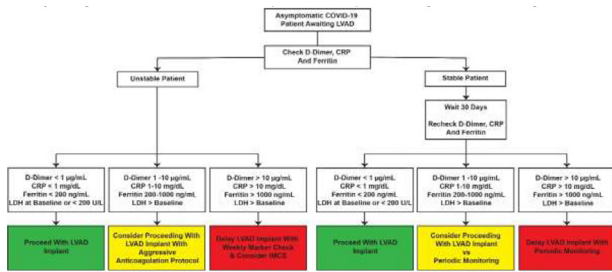 Asymptomatic COVID-19
Patient Awaiting LVAD
Check D-Dimer, CRP
And Ferritin
Unstable Patient
Stable Patient
Wait 30 Days
Recheck D-Dimer, CRP
And Ferritin
D-Dimer < 1 µg/mL
CRP < 1 mg/dL
Ferritin < 200 ng/mL
LDH at Baseline or < 200 U/L
D-Dimer 1 -10 µg/mL
CRP 1-10 mg/dL
Ferritin 200-1000 ng/mL
LDH > Baseline
D-Dimer > 10 µg/mL
CRP > 10 mg/dL
Ferritin > 1000 ng/mL
LDH > Baseline
D-Dimer < 1 µg/mL
CRP < 1 mg/dL
Ferritin < 200 ng/mL
LDH at Baseline or < 200 U/L
D-Dimer 1 -10 µg/mL
CRP 1-10 mg/dL
Ferritin 200-1000 ng/mL
LDH > Baseline
D-Dimer > 10 µg/mL
CRP > 10 mg/dL
Ferritin > 1000 ng/mL
LDH > Baseline
Proceed With LVAD
Implant
Consider Proceeding With
LVAD Implant With
Aggressive
Anticoagulation Protocol
Delay LVAD Implant With
Weekly Marker Check
& Consider tMCS
Proceed With LVAD
Implant
Consider Proceeding
With LVAD Implant
vs
Periodic Monitoring
Delay LVAD Implant With
Periodic Monitoring